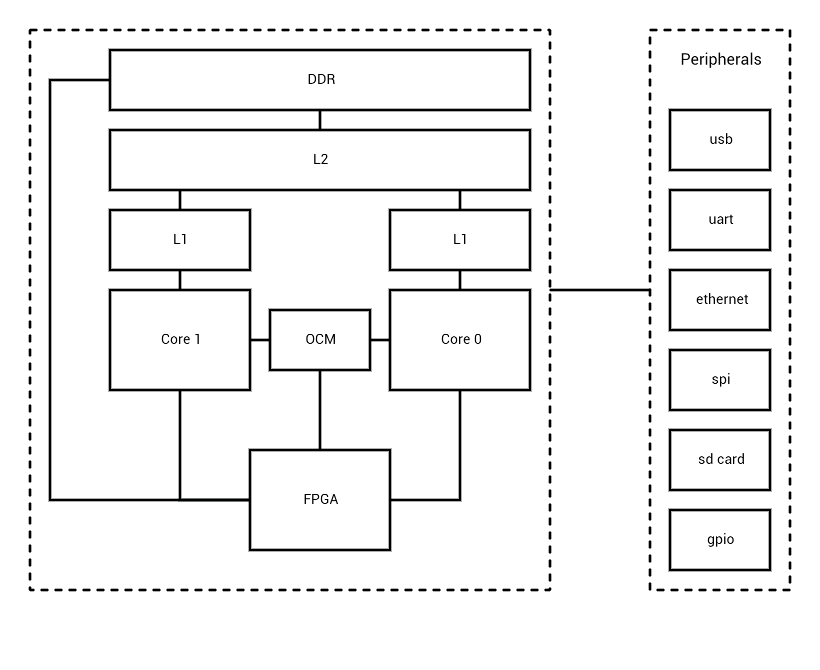 DDR
L2
L1
L1
Core 1
OCM
Core 0
FPGA
Peripherals
usb
uart
ethernet
spi
sd card
gpio